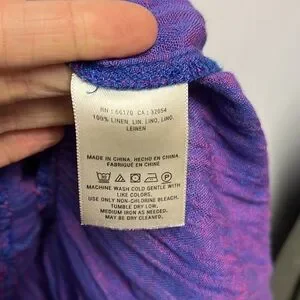 RN : 66170 CA : 32054
100% LINEN, LIN, LINO, LINO,
LEINEN
MADE IN CHINA, HECHO EN CHINA
FABRIQUÉ EN CHINE
MACHINE WASH COLD GENTLE WITH
LIKE COLORS.
USE ONLY NON-CHLORINE BLEACH.
TUMBLE DRY LOW.
MEDIUM IRON AS NEEDED.
MAY BE DRY CLEANED.